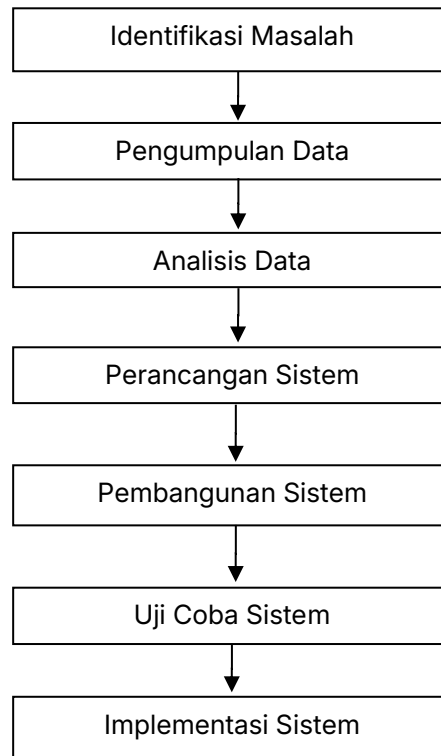 Identifikasi Masalah
Pengumpulan Data
Analisis Data
Perancangan Sistem
Pembangunan Sistem
Uji Coba Sistem
Implementasi Sistem